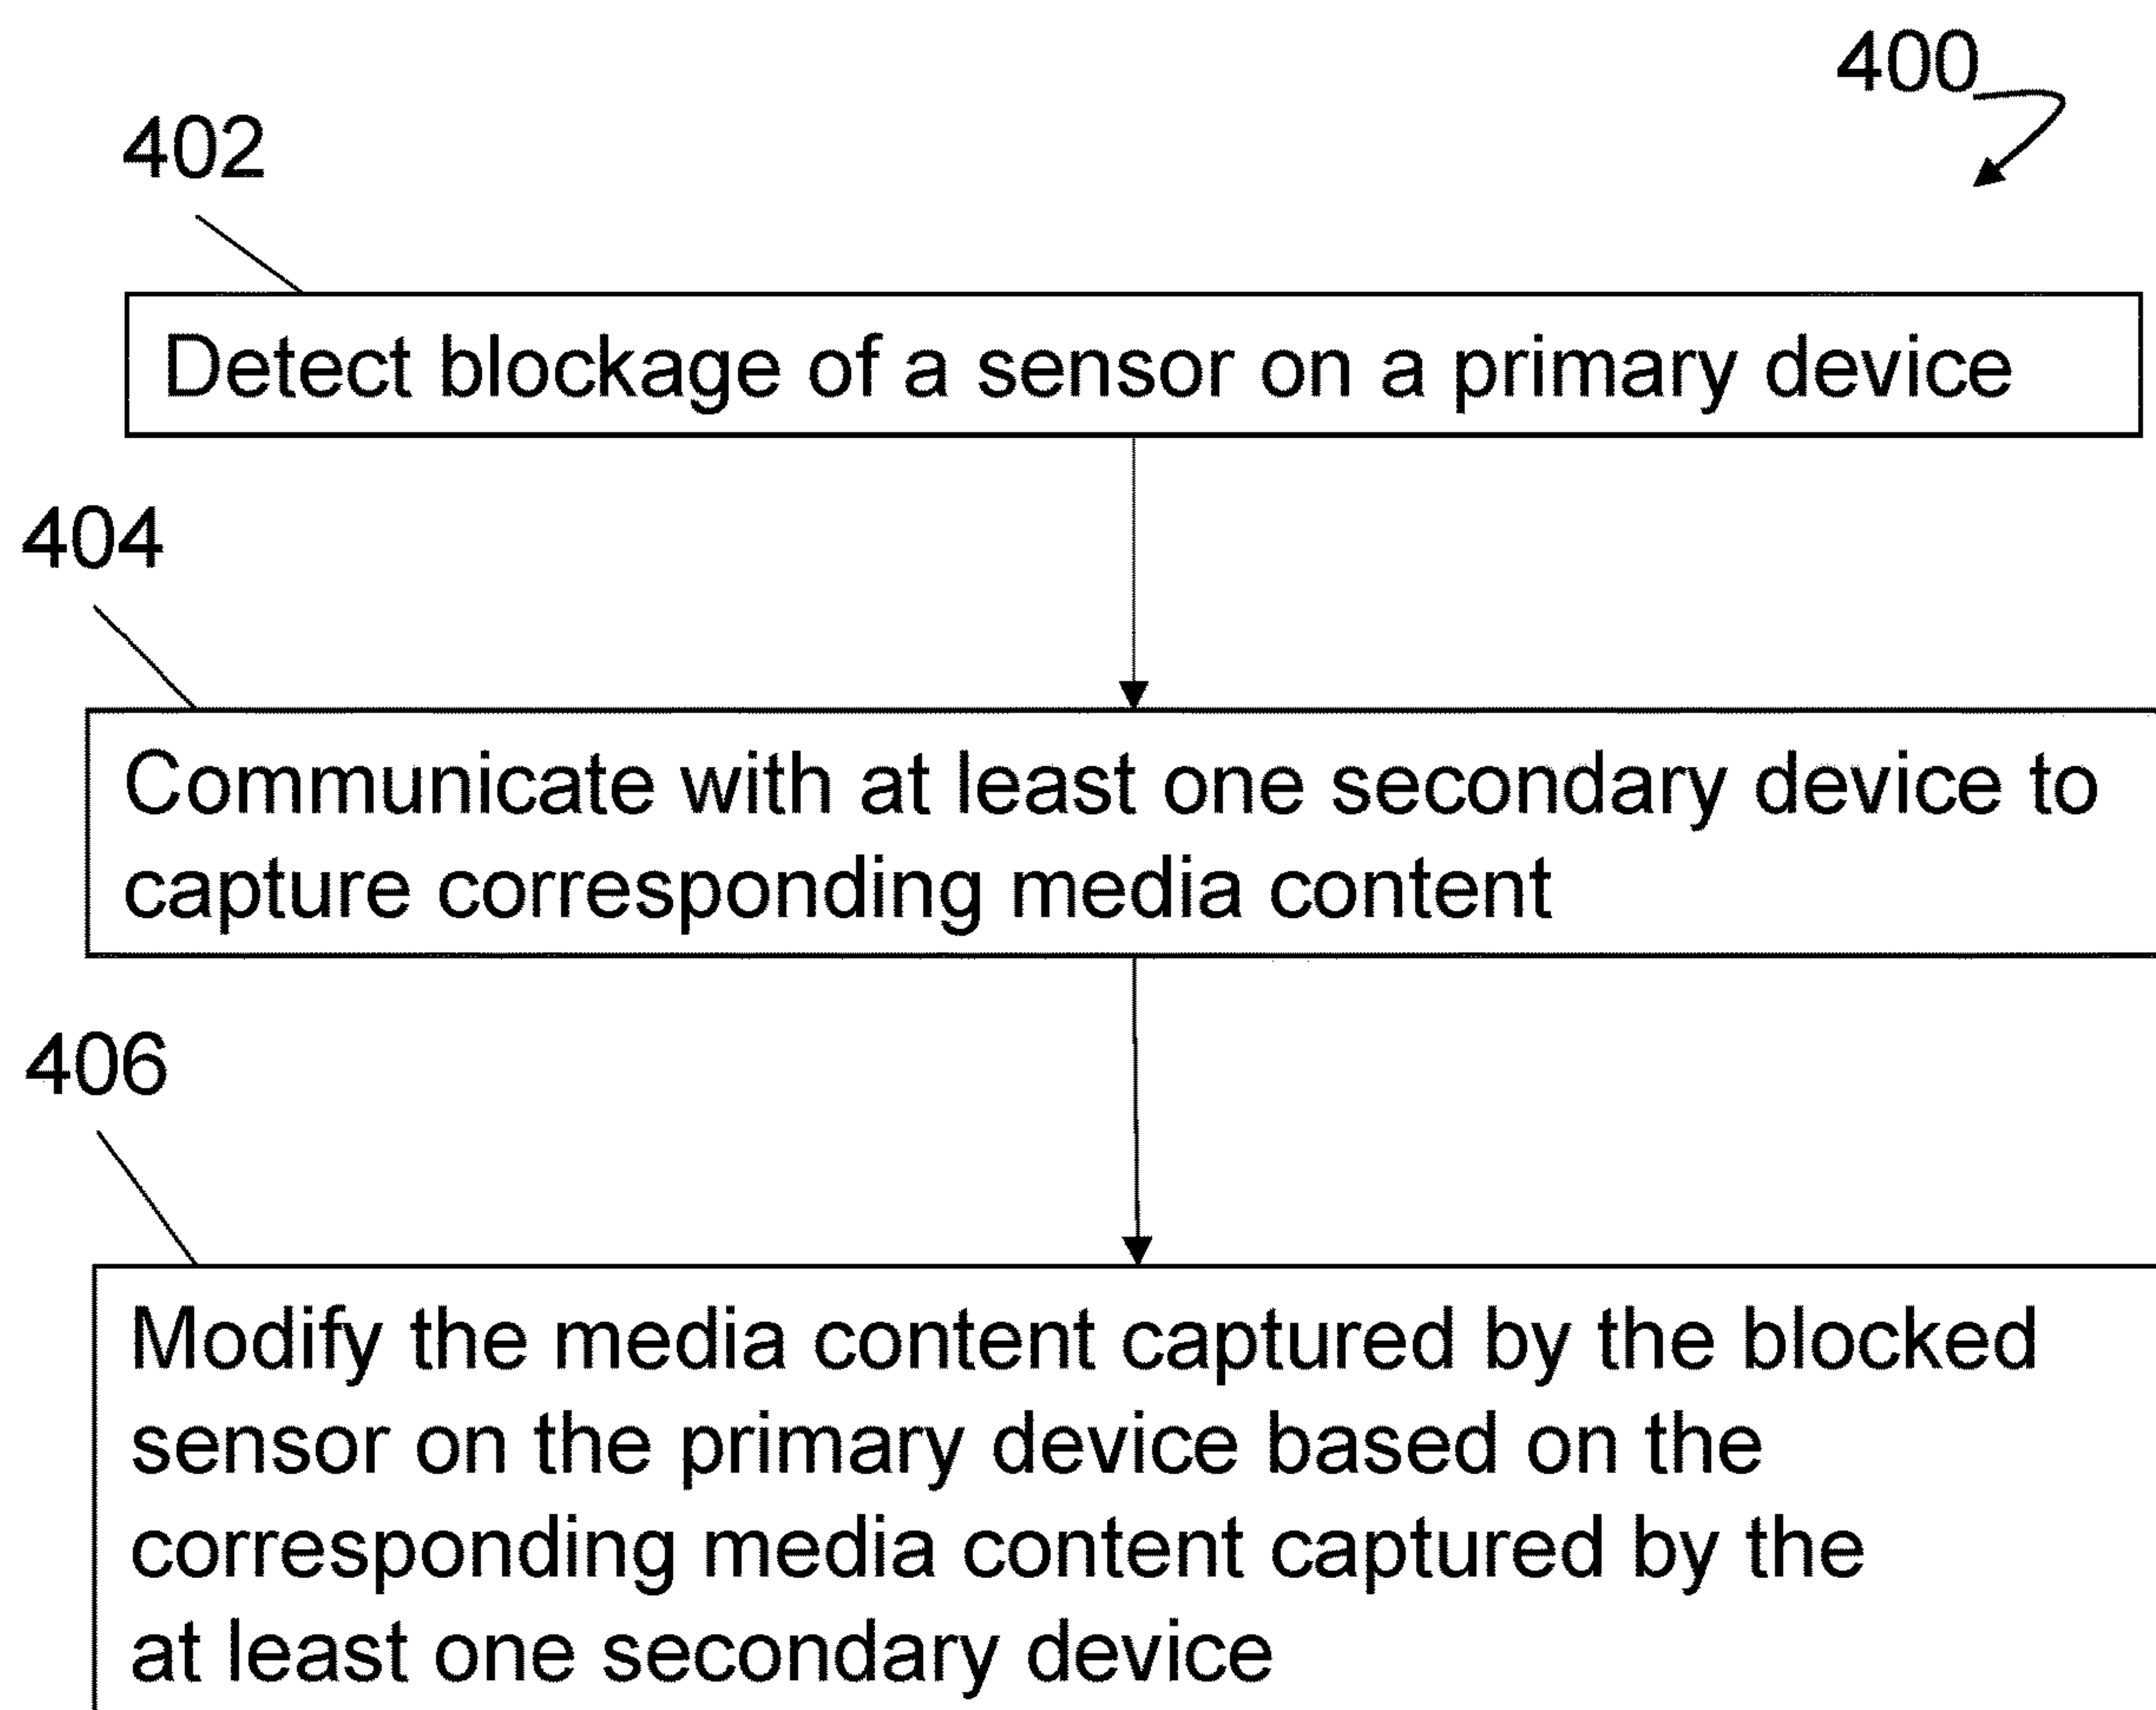 400
402
Detect blockage of a sensor on a primary device
404
Communicate with at least one secondary device to
capture corresponding media content
406
Modify the media content captured by the blocked
sensor on the primary device based on the
corresponding media content captured by the
at least one secondary device